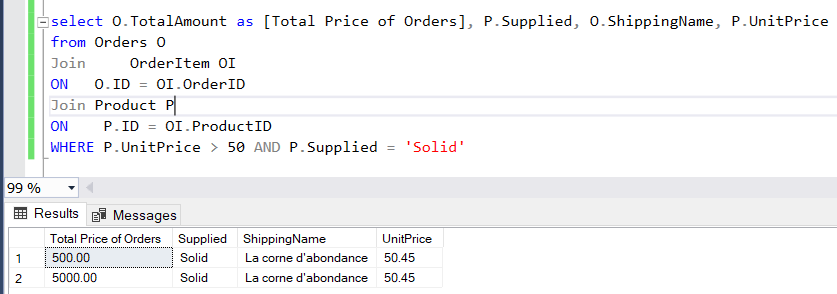 select O.TotalAmount as [Total Price of Orders], P.Supplied, O.ShippingName, P.UnitPrice
from Orders O
Join OrderItem OI
ON O.ID = OI.OrderID
Join Product P
ON P.ID = OI.ProductID
WHERE P.UnitPrice > 50 AND P.Supplied = 'Solid'
99 %
Results Messages
Total Price of Orders Supplied ShippingName UnitPrice
1 500.00 Solid La corne d'abondance 50.45
2 5000.00 Solid La corne d'abondance 50.45